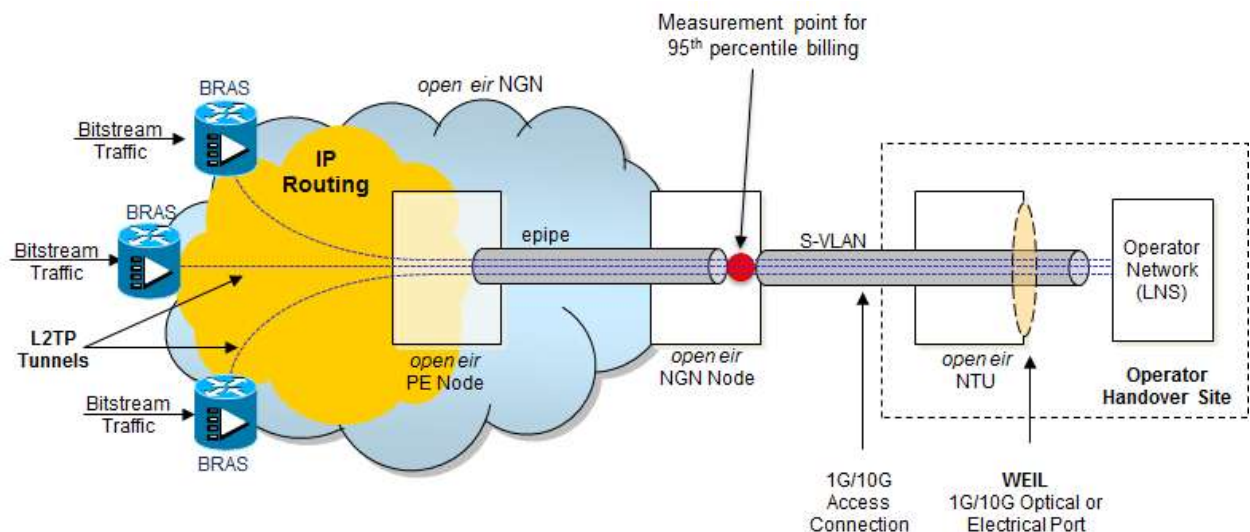 Measurement point for
95th percentile billing
BRAS
open eir NGN
Bitstream
Traffic
IP
Routing
BRAS
epipe
S-VLAN
Bitstream
Traffic
Operator
Network
(LNS)
L2TP
Tunnels
open eir
PE Node
open eir
NGN Node
open eir
NTU
Operator
Handover Site
Bitstream
Traffic
BRAS
1G/10G
Access
Connection
WEIL
1G/10G Optical or
Electrical Port